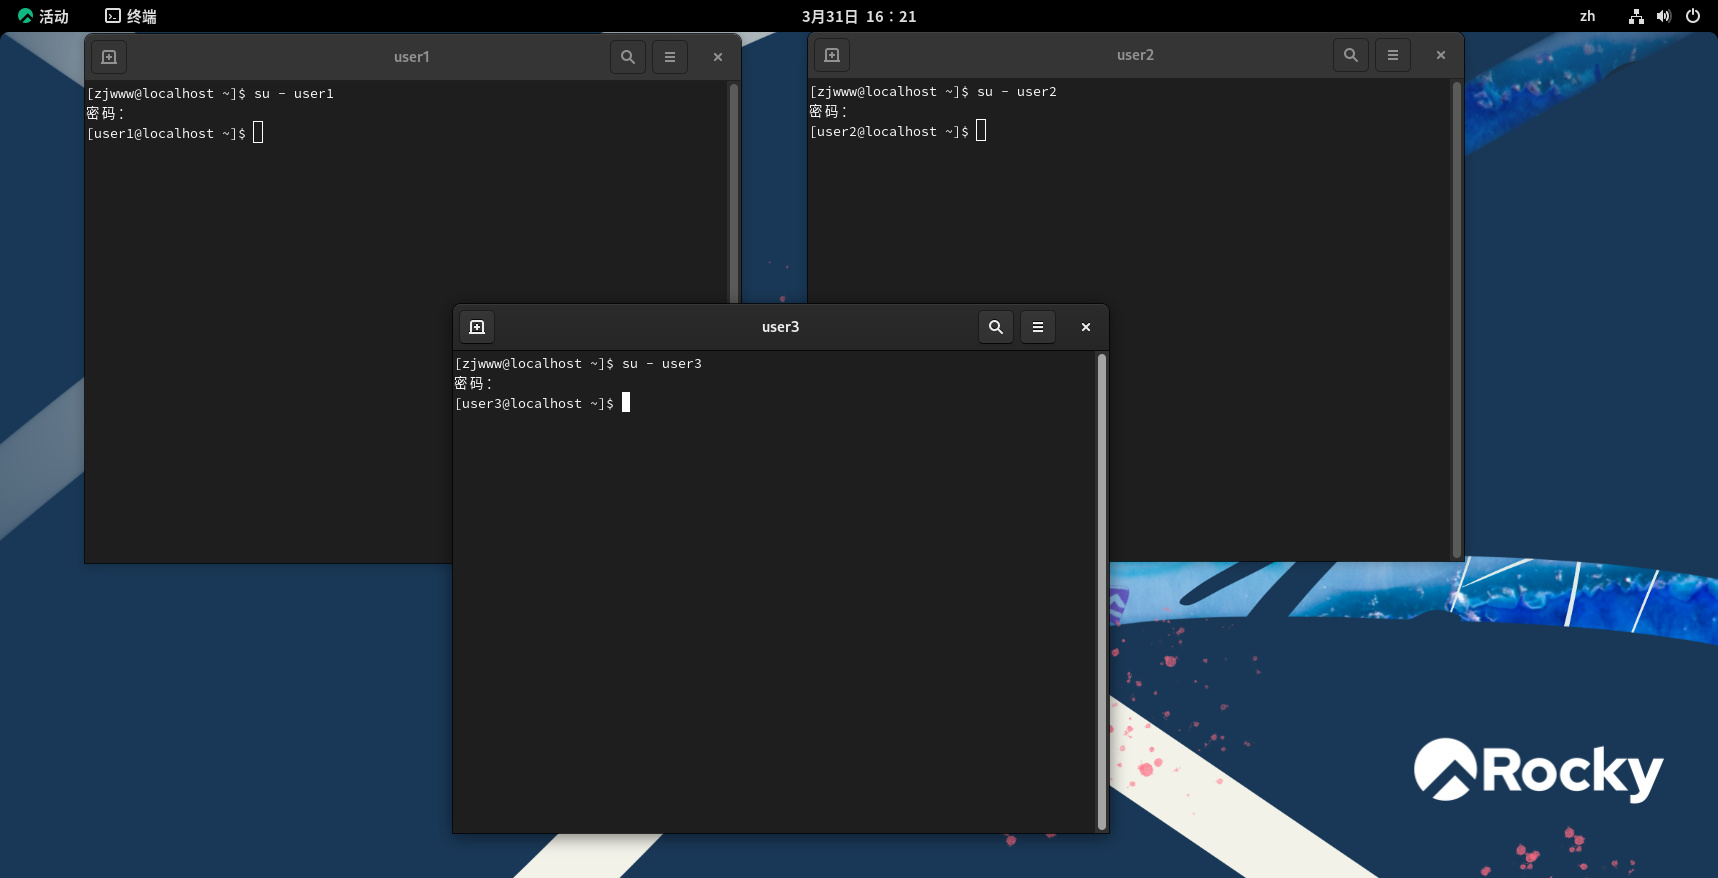 活动 终端 3月31日 16：21 zh
user1
[zjwww@localhost ~]$ su - user1
密码：
[user1@localhost ~]$
user2
[zjwww@localhost ~]$ su - user2
密码：
[user2@localhost ~]$
user3
[zjwww@localhost ~]$ su - user3
密码：
[user3@localhost ~]$
Rocky